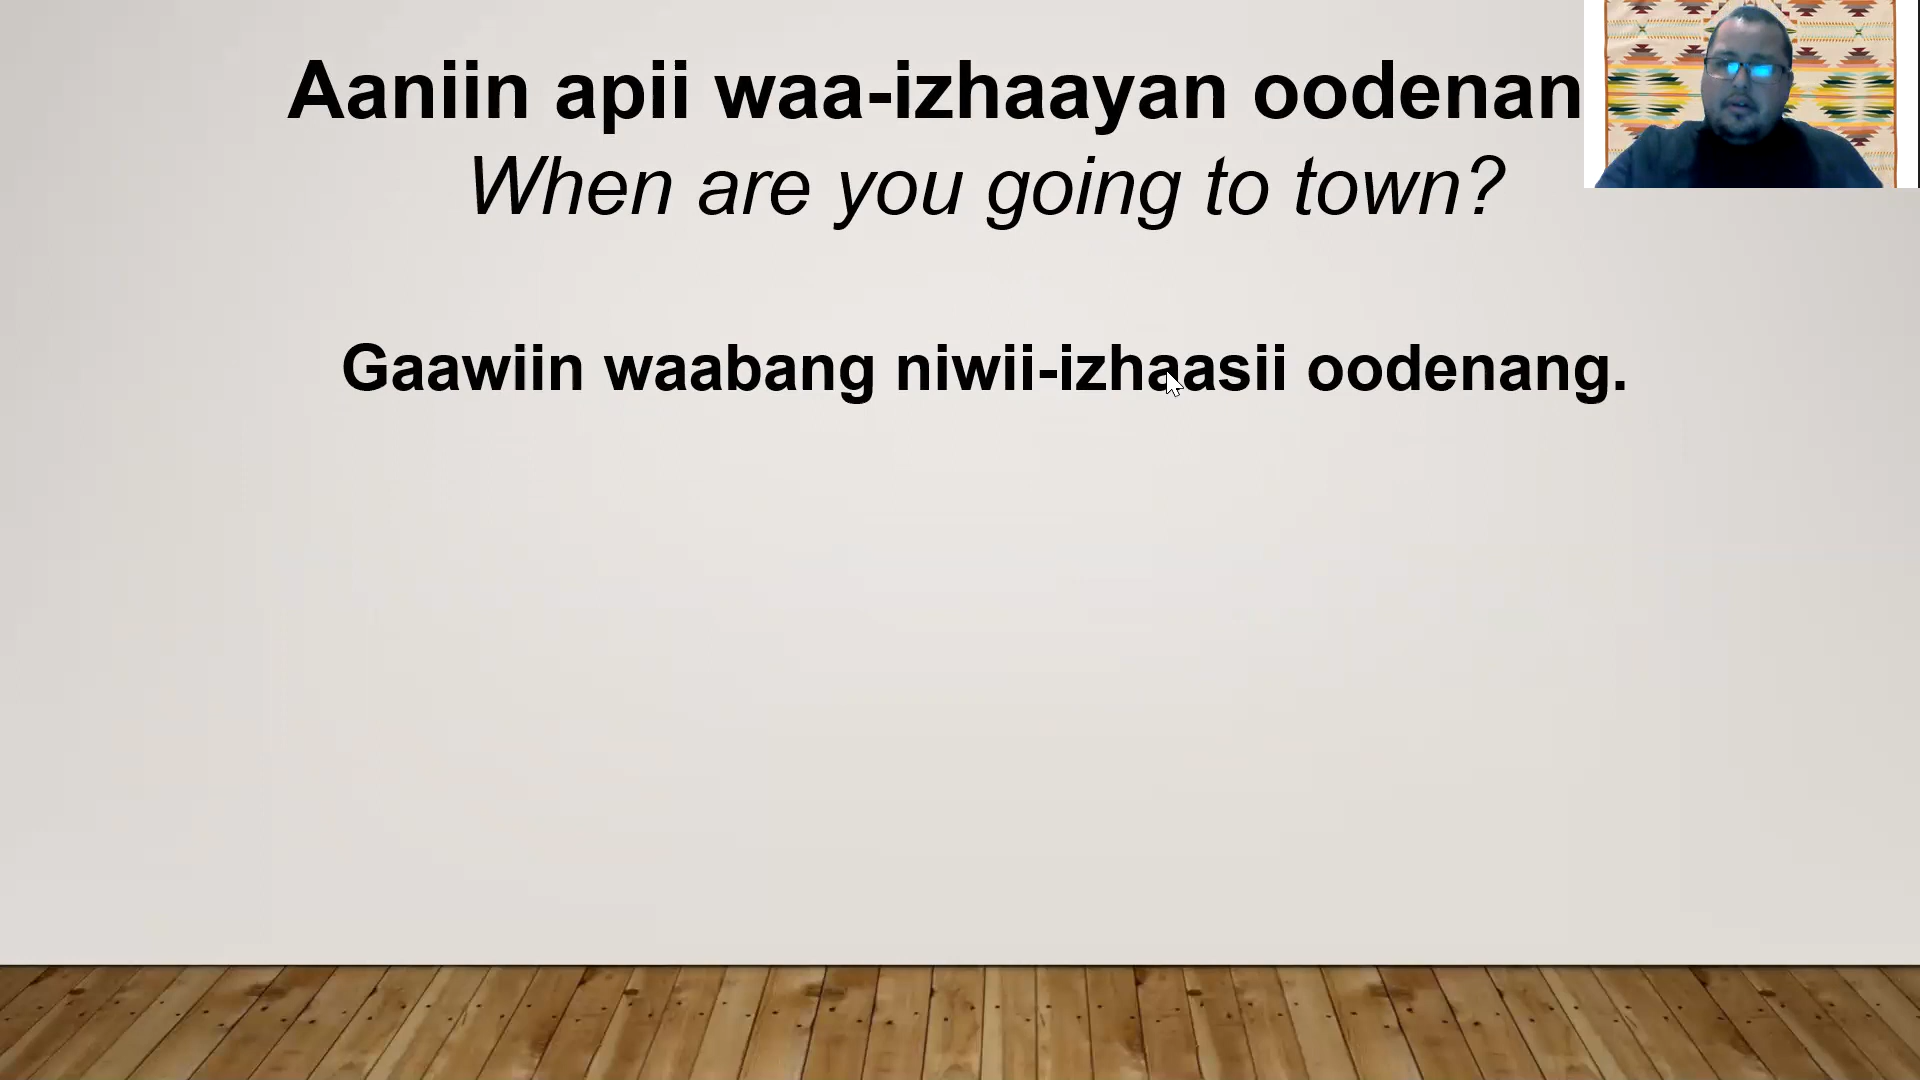 Aaniin apii waa-izhaayan oodenan
When are you going to town?
Gaawiin waabang niwii-izhaasii oodenang.